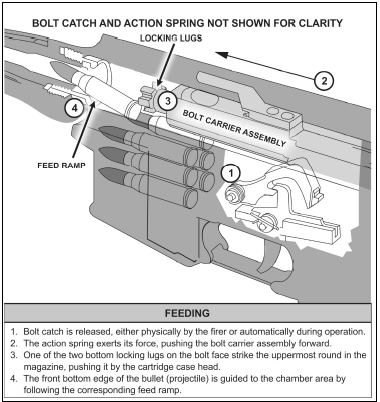 BOLT CATCH AND ACTION SPRING NOT SHOWN FOR CLARITY
LOCKING LUGS
2
4
3
BOLT CARRIER ASSEMBLY
FEED RAMP
1
FEEDING
1. Bolt catch is released, either physically by the firer or automatically during operation.
2. The action spring exerts its force, pushing the bolt carrier assembly forward.
3. One of the two bottom locking lugs on the bolt face strike the uppermost round in the
magazine, pushing it by the cartridge case head.
4. The front bottom edge of the bullet (projectile) is guided to the chamber area by
following the corresponding feed ramp.